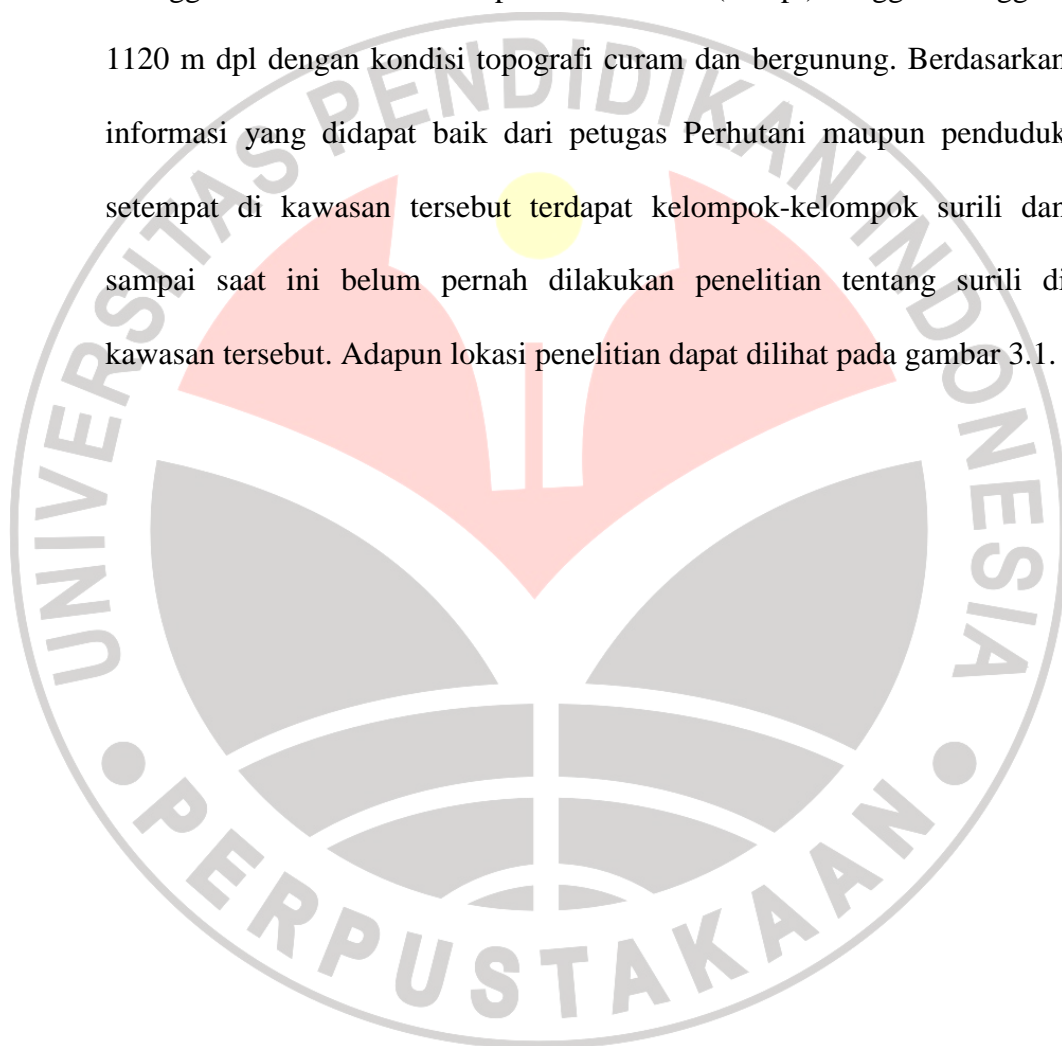 1120 m dpl dengan kondisi topografi curam dan bergunung. Berdasarkan
informasi yang didapat baik dari petugas Perhutani maupun penduduk
setempat di kawasan tersebut terdapat kelompok-kelompok surili dan
sampai saat ini belum pernah dilakukan penelitian tentang surili di
kawasan tersebut. Adapun lokasi penelitian dapat dilihat pada gambar 3.1.
UNIVERSITAS PENDIDIKAN INDONESIA
PERPUSTAKAAN